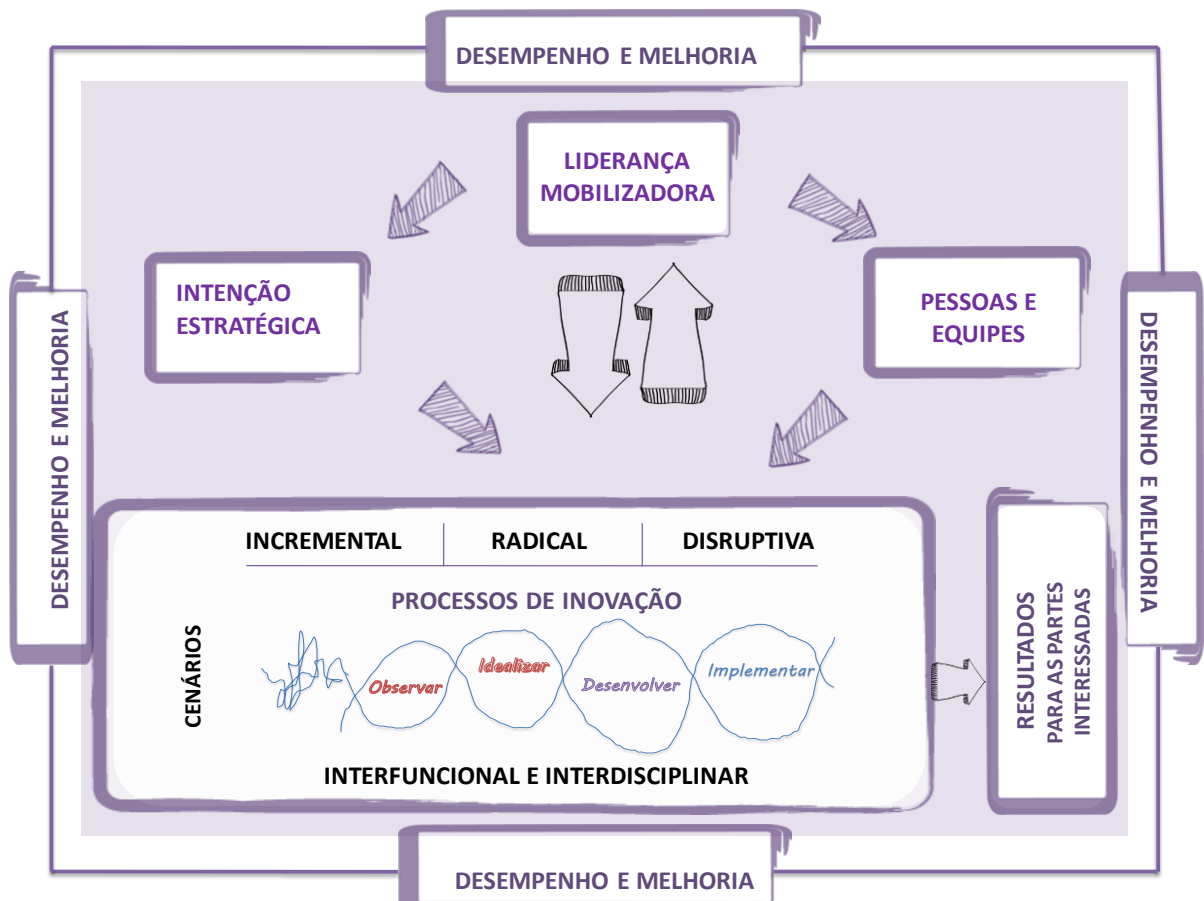 DESEMPENHO E MELHORIA
LIDERANÇA
MOBILIZADORA
INTENÇÃO
ESTRATÉGICA
PESSOAS E
EQUIPES
DESEMPENHO E MELHORIA
DESEMPENHO E MELHORIA
INCREMENTAL
RADICAL
DISRUPTIVA
PROCESSOS DE INOVAÇÃO
CENÁRIOS
Observar
Idealizar
Desenvolver
Implementar
INTERFUNCIONAL E INTERDISCIPLINAR
RESULTADOS
PARA AS PARTES
INTERESSADAS
DESEMPENHO E MELHORIA